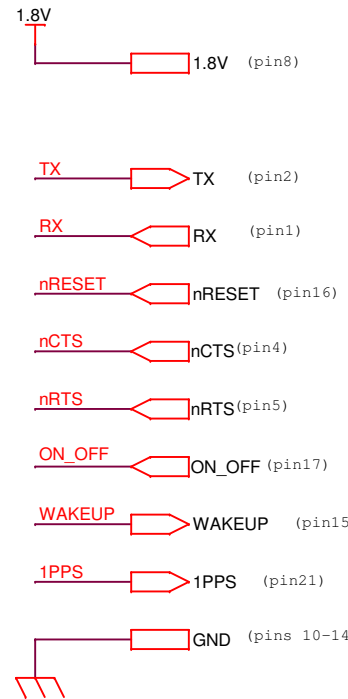 1.8V
1.8V (pin8)
TX TX (pin2)
RX RX (pin1)
nRESET nRESET (pin16)
nCTS nCTS (pin4)
nRTS nRTS (pin5)
ON_OFF ON_OFF (pin17)
WAKEUP WAKEUP (pin15
1PPS 1PPS (pin21)
GND (pins 10-14